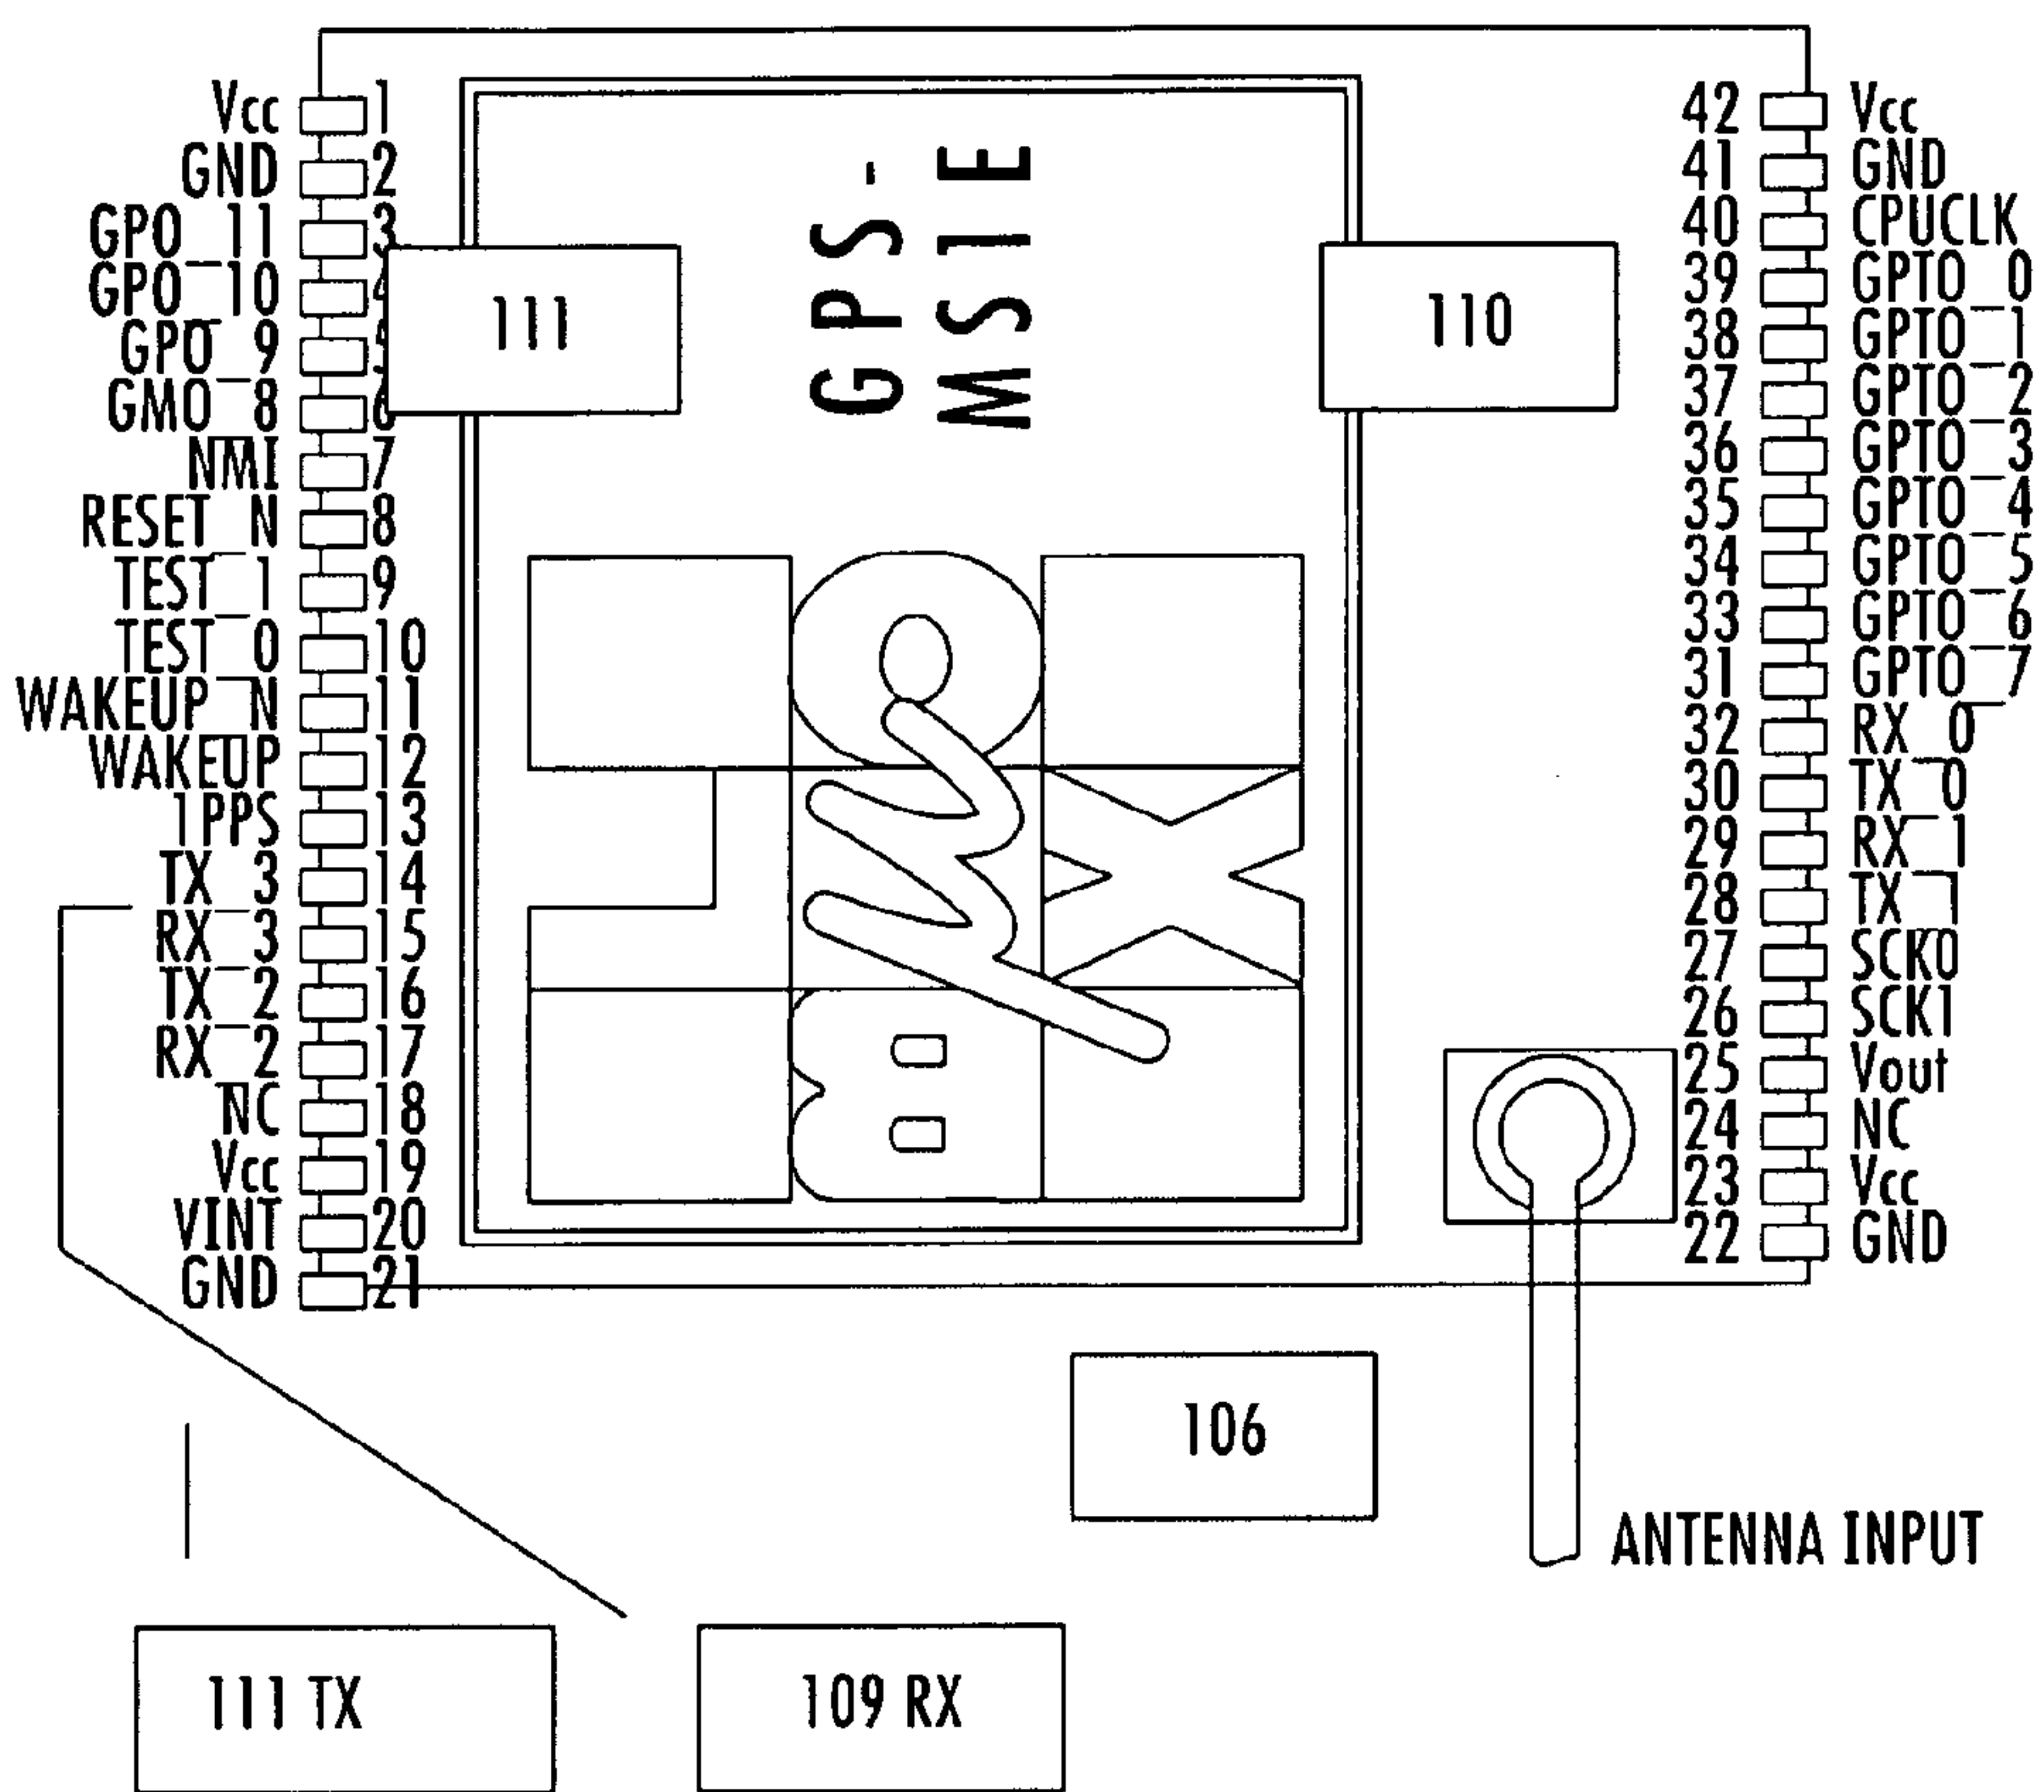 Vcc 1
GND 2
GPO_11 3
GPO_10 4
GPO_9 5
GMO_8 6
NMI 7
RESET_N 8
TEST_1 9
TEST_0 10
WAKEUP_N 11
WAKEUP 12
1PPS 13
TX_3 14
RX_3 15
TX_2 16
RX_2 17
NC 18
Vcc 19
VINT 20
GND 21
111
GPS-
MS1E
110
42 Vcc
41 GND
40 CPUCLK
39 GPTO_0
38 GPTO_1
37 GPTO_2
36 GPTO_3
35 GPTO_4
34 GPTO_5
33 GPTO_6
31 GPTO_7
32 RX_0
30 TX_0
29 RX_1
28 TX_1
27 SCK0
26 SCK1
25 Vout
24 NC
23 Vcc
22 GND
106
ANTENNA INPUT
111 TX
109 RX